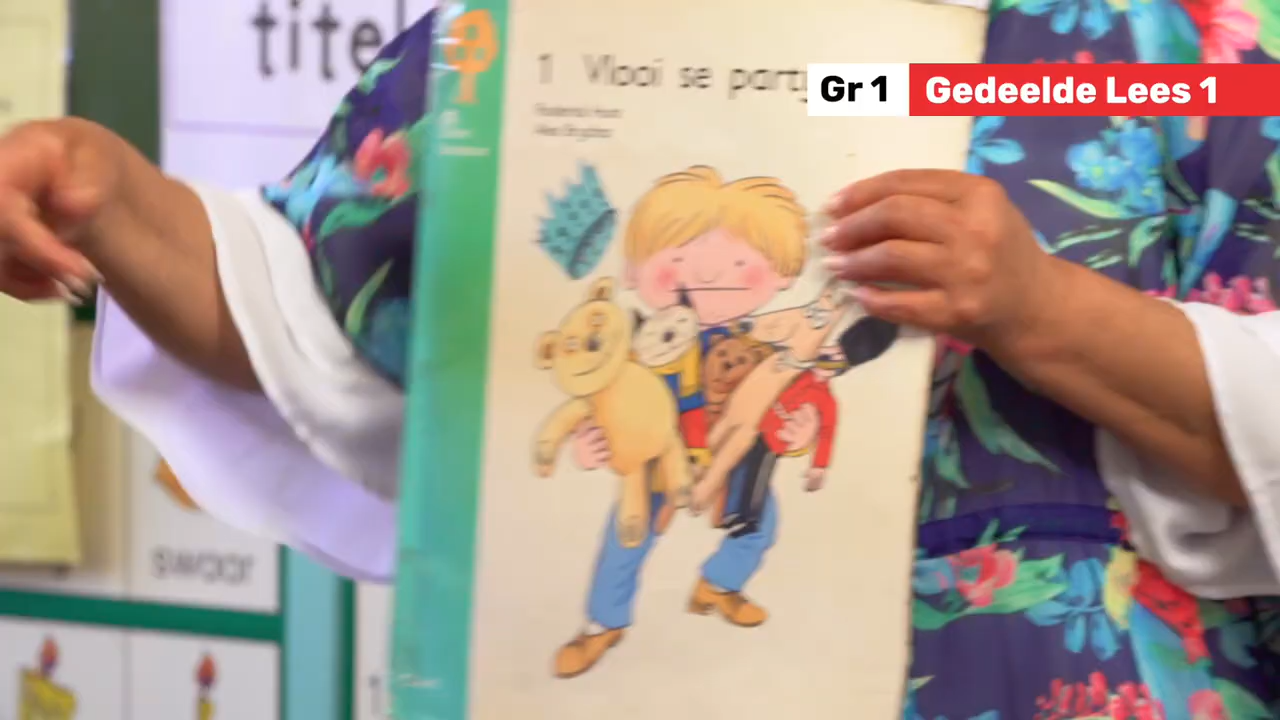 titel
1 Vlooi se party
Gr 1 Gedeelde Lees 1
swaar